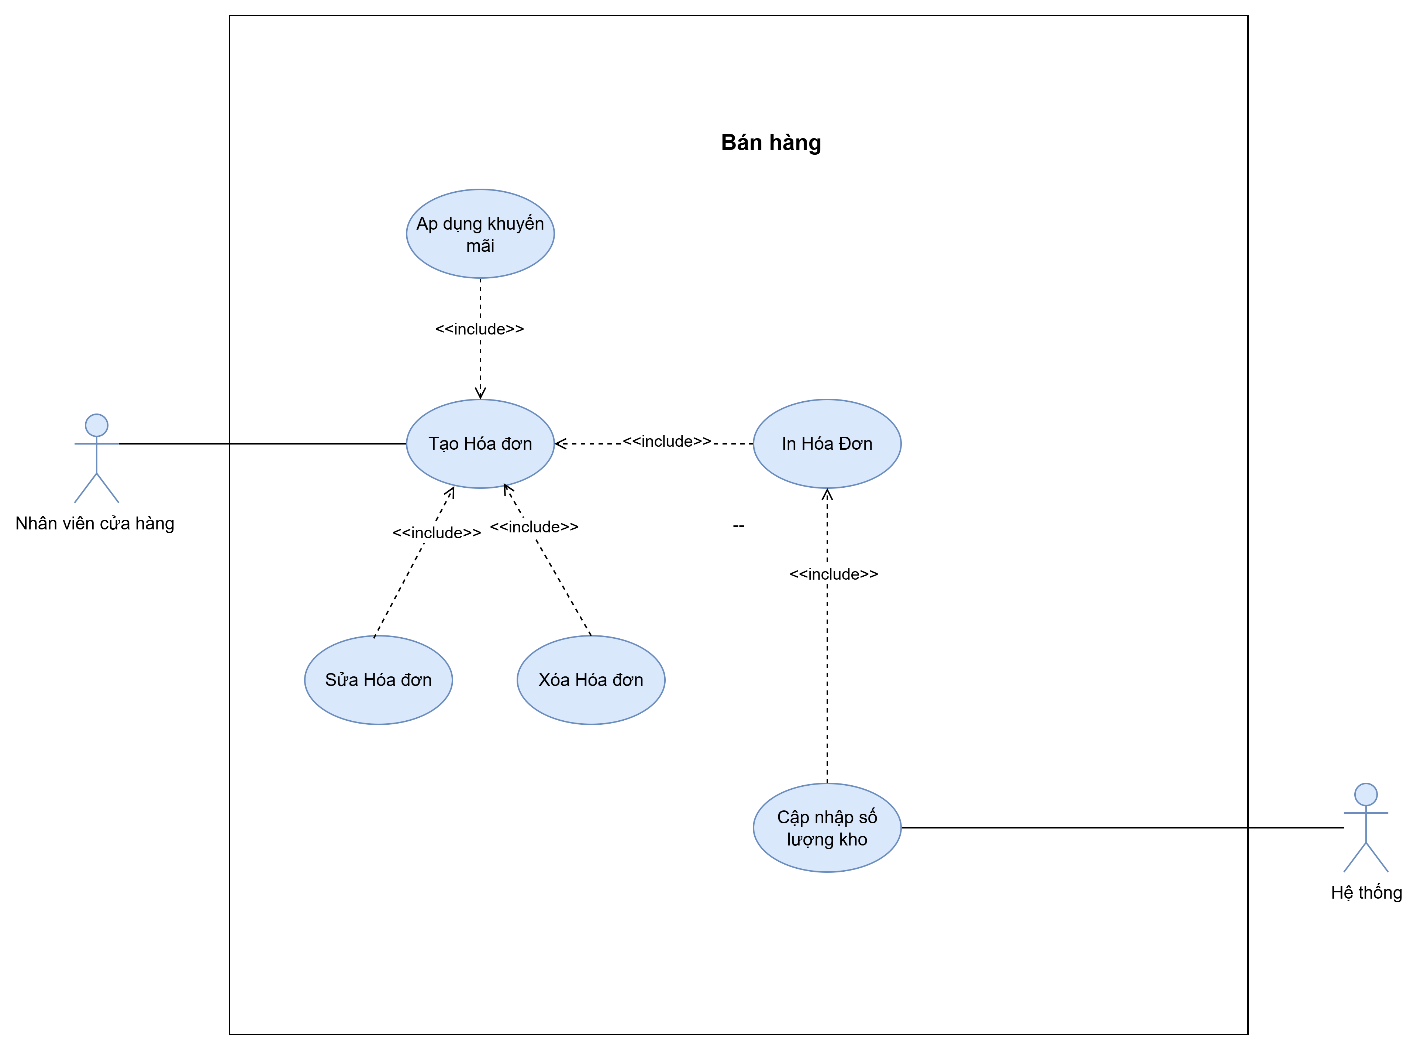 Bán hàng
Ap dụng khuyến
mãi
<<include>>
Tạo Hóa đơn
<<include>>
In Hóa Đơn
Nhân viên cửa hàng
<<include>>
<<include>>
--
<<include>>
Sửa Hóa đơn
Xóa Hóa đơn
Cập nhập số
lượng kho
Hệ thống